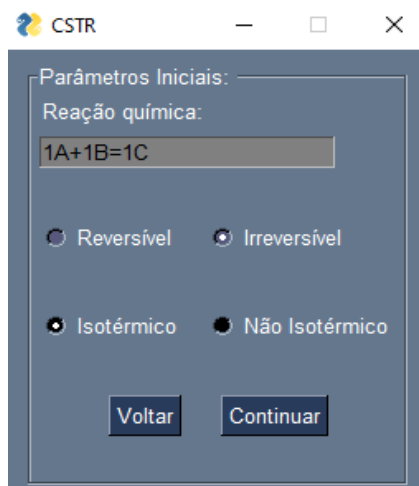 CSTR
Parâmetros Iniciais:
Reação química:
1A+1B=1C
Reversível Irreversível
Isotérmico Não Isotérmico
Voltar Continuar